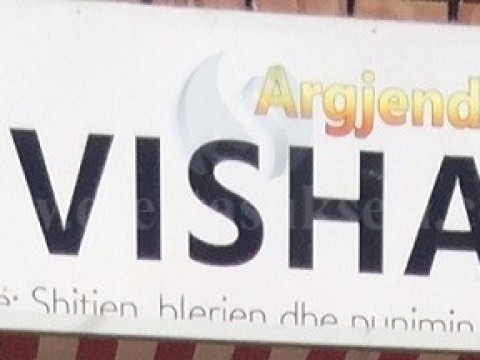 Argjend
VISHA
Shitjen, blerjen dhe punimin